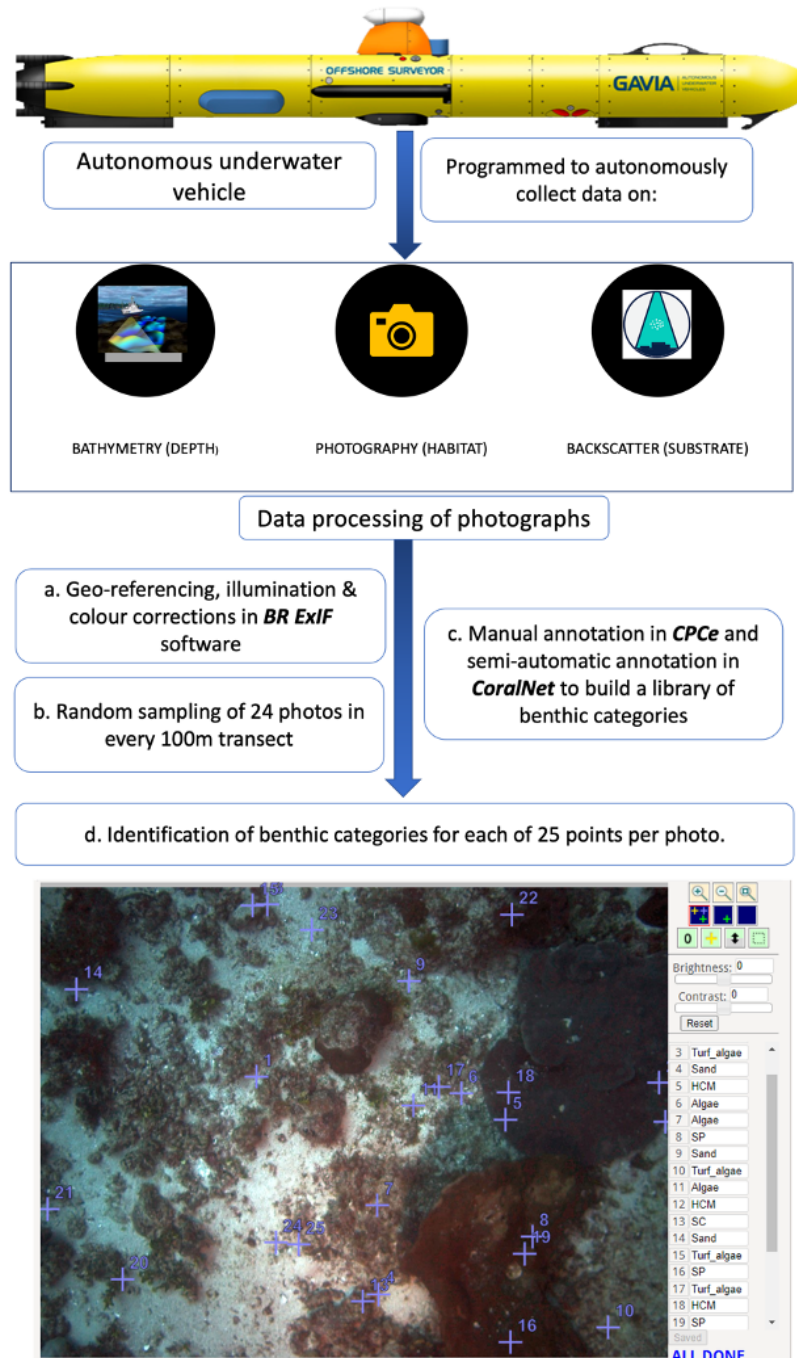 OFFSHORE SURVEYOR
GAVIA
AUTONOMOUS
UNDERWATER
VEHICLES
Autonomous underwater
vehicle
Programmed to autonomously
collect data on:
BATHYMETRY (DEPTH)
PHOTOGRAPHY (HABITAT)
BACKSCATTER (SUBSTRATE)
Data processing of photographs
a. Geo-referencing, illumination &
colour corrections in BR ExIF
software
b. Random sampling of 24 photos in
every 100m transect
c. Manual annotation in CPCe and
semi-automatic annotation in
CoralNet to build a library of
benthic categories
d. Identification of benthic categories for each of 25 points per photo.
22
23
9
14
1
17
6
18
5
21
7
24
25
8
19
20
4
10
16
0
Brightness: 0
Contrast: 0
Reset
3 Turf_algae
4 Sand
5 HCM
6 Algae
7 Algae
8 SP
9 Sand
10 Turf_algae
11 Algae
12 HCM
13 SC
14 Sand
15 Turf_algae
16 SP
17 Turf_algae
18 HCM
19 SP
Saved
ALL DONE